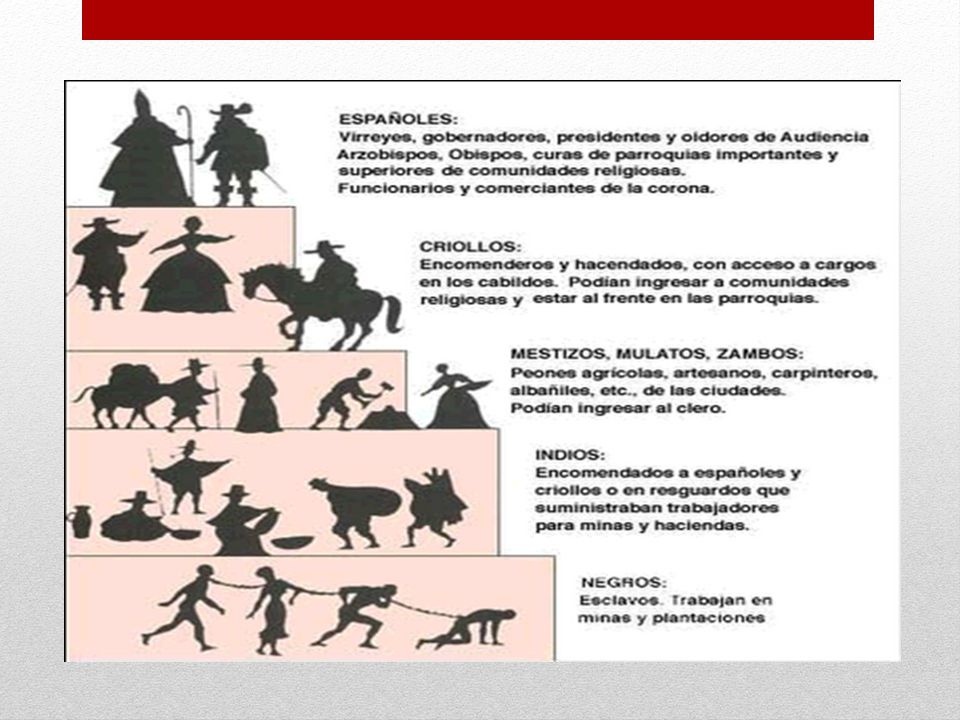 ESPAÑOLES:
Virreyes, gobernadores, presidentes y oidores de Audiencia
Arzobispos, Obispos, curas de parroquias importantes y
superiores de comunidades religiosas.
Funcionarios y comerciantes de la corona.
CRIOLLOS:
Encomenderos y hacendados, con acceso a cargos
en los cabildos. Podían ingresar a comunidades
religiosas y estar al frente en las parroquias.
MESTIZOS, MULATOS, ZAMBOS:
Peones agrícolas, artesanos, carpinteros,
albañiles, etc., de las ciudades.
Podían ingresar al clero.
INDIOS:
Encomendados a españoles y
criollos o en resguardos que
suministraban trabajadores
para minas y haciendas.
NEGROS:
Esclavos. Trabajan en
minas y plantaciones